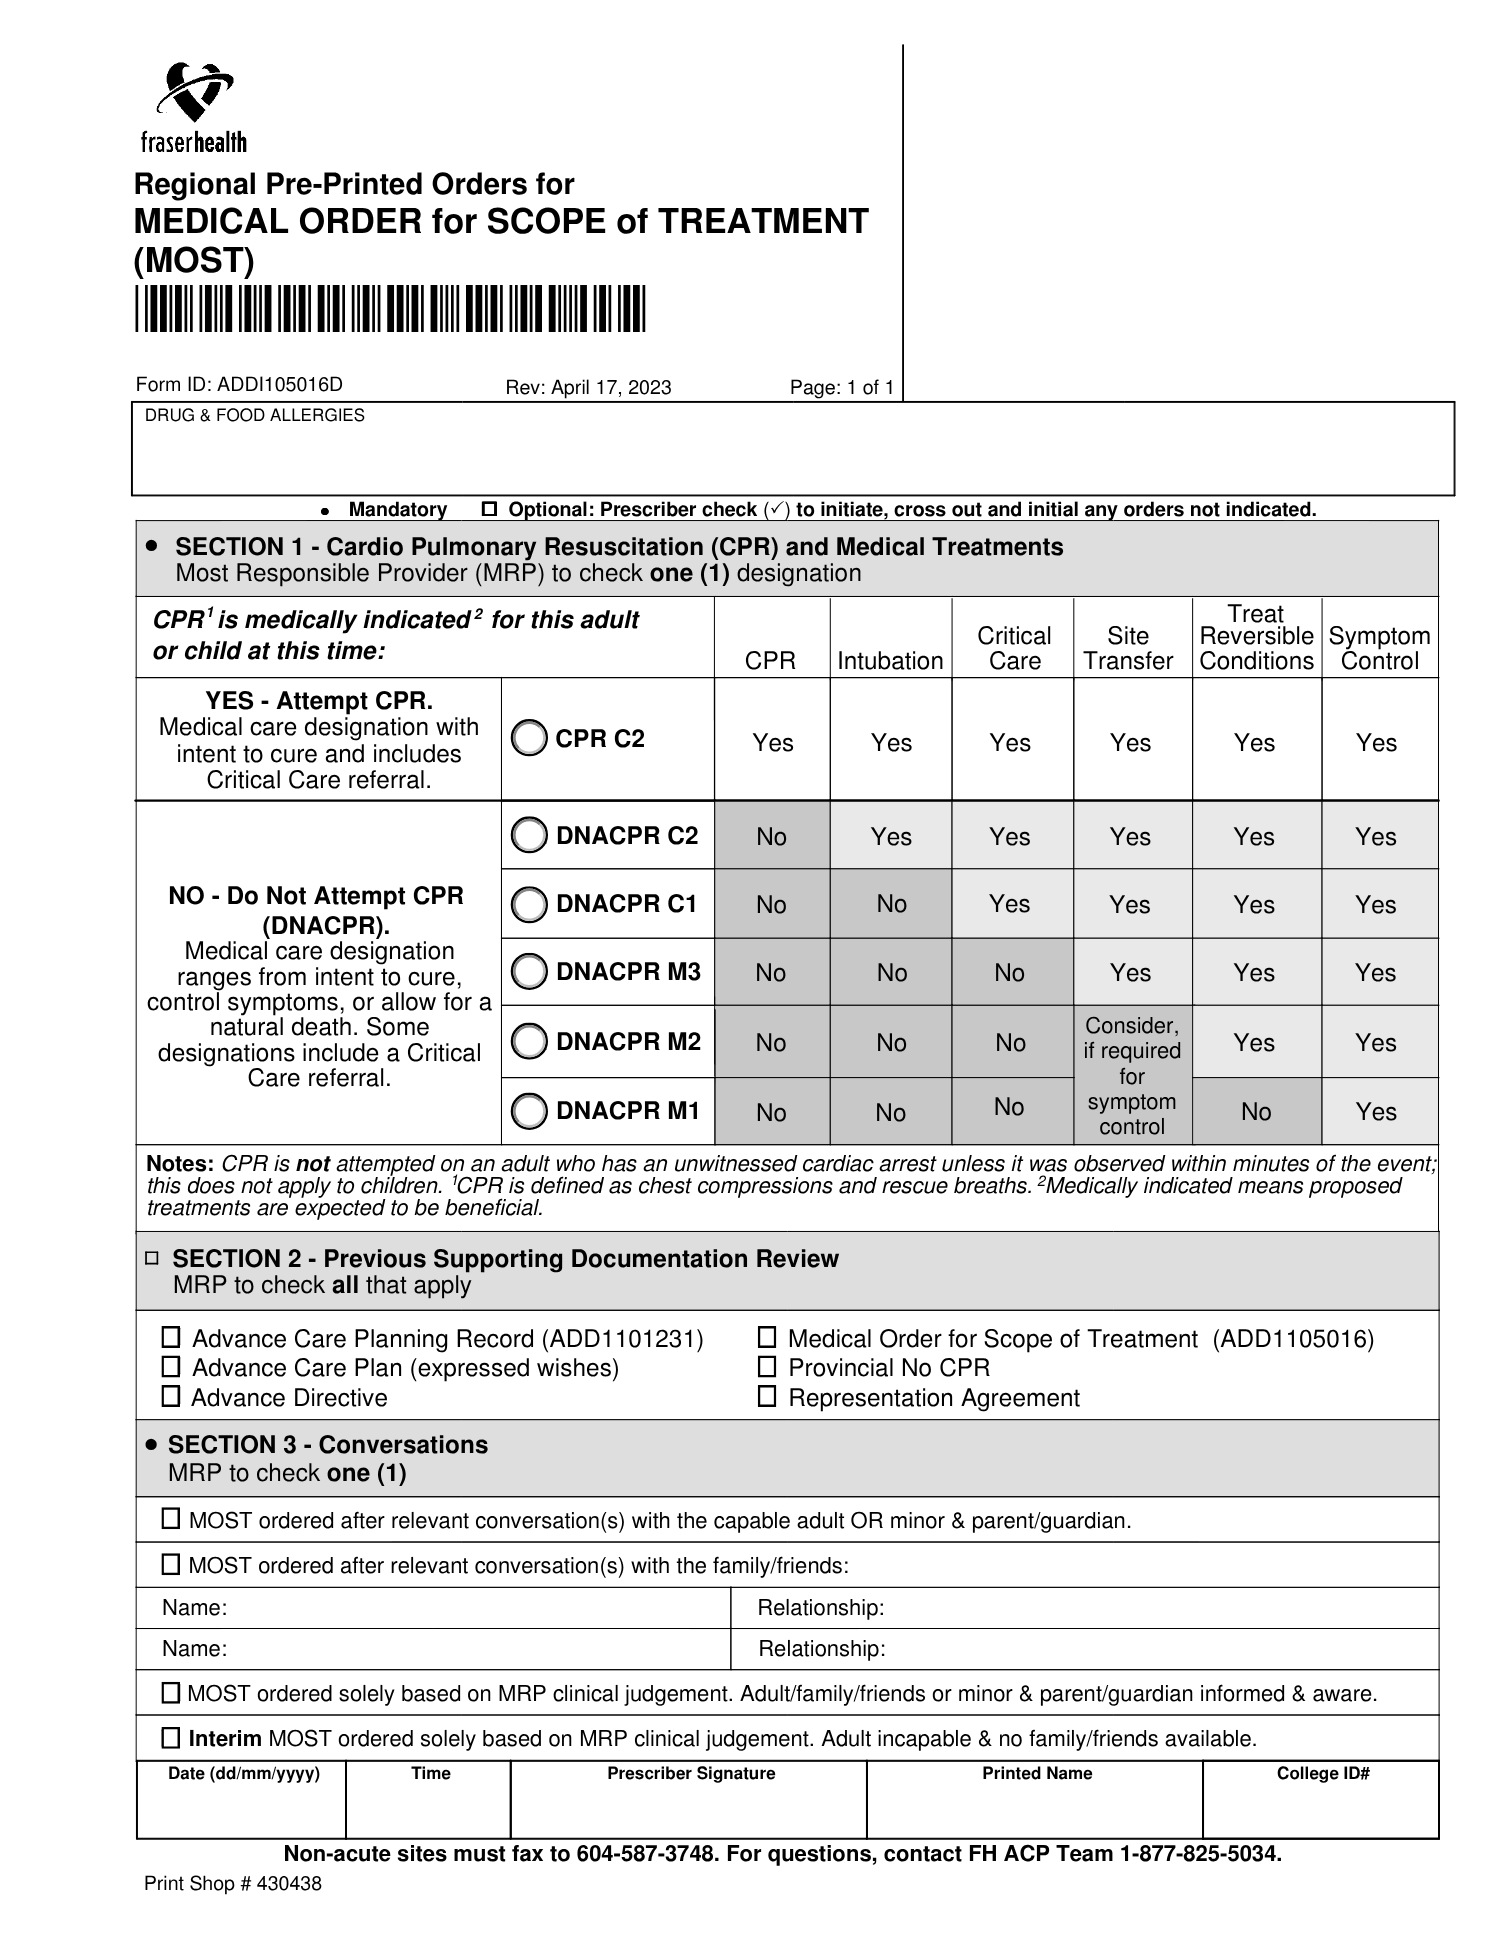 fraserhealth
Regional Pre-Printed Orders for
MEDICAL ORDER for SCOPE of TREATMENT
(MOST)
Form ID: ADDI105016D Rev: April 17, 2023 Page: 1 of 1
DRUG & FOOD ALLERGIES
• Mandatory ☐ Optional: Prescriber check (✓) to initiate, cross out and initial any orders not indicated.
• SECTION 1 - Cardio Pulmonary Resuscitation (CPR) and Medical Treatments
Most Responsible Provider (MRP) to check one (1) designation
CPR¹ is medically indicated² for this adult
or child at this time:
CPR
Intubation
Critical
Care
Site
Transfer
Treat
Reversible
Conditions
Symptom
Control
YES - Attempt CPR.
Medical care designation with
intent to cure and includes
Critical Care referral.
CPR C2 Yes Yes Yes Yes Yes Yes
NO - Do Not Attempt CPR
(DNACPR).
Medical care designation
ranges from intent to cure,
control symptoms, or allow for a
natural death. Some
designations include a Critical
Care referral.
DNACPR C2 No Yes Yes Yes Yes Yes
DNACPR C1 No No Yes Yes Yes Yes
DNACPR M3 No No No Yes Yes Yes
DNACPR M2 No No No
Consider,
if required
for
symptom
control
Yes Yes
DNACPR M1 No No No No Yes
Notes: CPR is not attempted on an adult who has an unwitnessed cardiac arrest unless it was observed within minutes of the event;
this does not apply to children. ¹CPR is defined as chest compressions and rescue breaths. ²Medically indicated means proposed
treatments are expected to be beneficial.
☐ SECTION 2 - Previous Supporting Documentation Review
MRP to check all that apply
☐ Advance Care Planning Record (ADD1101231) ☐ Medical Order for Scope of Treatment (ADD1105016)
☐ Advance Care Plan (expressed wishes) ☐ Provincial No CPR
☐ Advance Directive ☐ Representation Agreement
• SECTION 3 - Conversations
MRP to check one (1)
☐ MOST ordered after relevant conversation(s) with the capable adult OR minor & parent/guardian.
☐ MOST ordered after relevant conversation(s) with the family/friends:
Name: Relationship:
Name: Relationship:
☐ MOST ordered solely based on MRP clinical judgement. Adult/family/friends or minor & parent/guardian informed & aware.
☐ Interim MOST ordered solely based on MRP clinical judgement. Adult incapable & no family/friends available.
Date (dd/mm/yyyy) Time Prescriber Signature Printed Name College ID#
Non-acute sites must fax to 604-587-3748. For questions, contact FH ACP Team 1-877-825-5034.
Print Shop # 430438